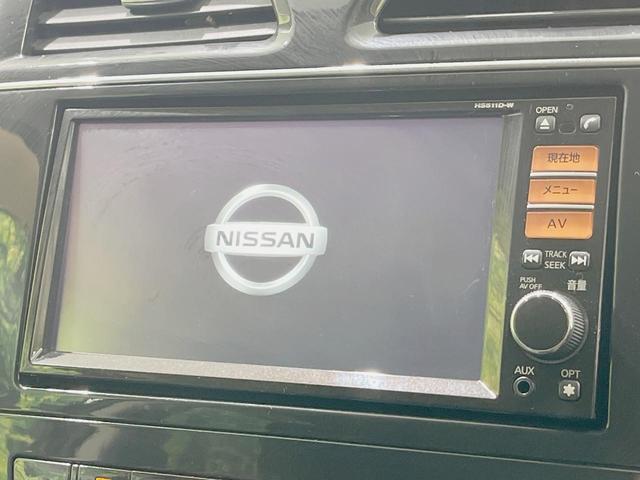 HS511D-W
OPEN
現在地
メニュー
AV
TRACK
SEEK
PUSH
AV OFF
音量
AUX
OPT
NISSAN